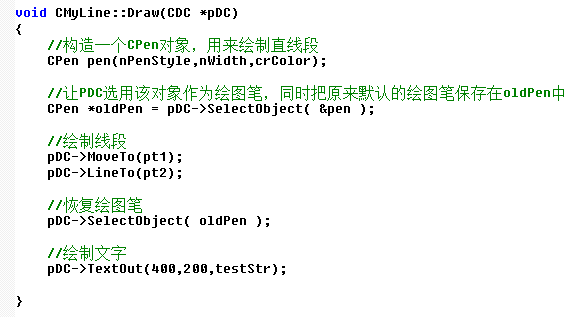 void CMyLine::Draw(CDC *pDC)
{
//构造一个CPen对象，用来绘制直线段
CPen pen(nPenStyle,nWidth,crColor);
//让PDC选用该对象作为绘图笔，同时把原来默认的绘图笔保存在oldPen中
CPen *oldPen = pDC->SelectObject( &pen );
//绘制线段
pDC->MoveTo(pt1);
pDC->LineTo(pt2);
//恢复绘图笔
pDC->SelectObject( oldPen );
//绘制文字
pDC->TextOut(400,200,testStr);
}